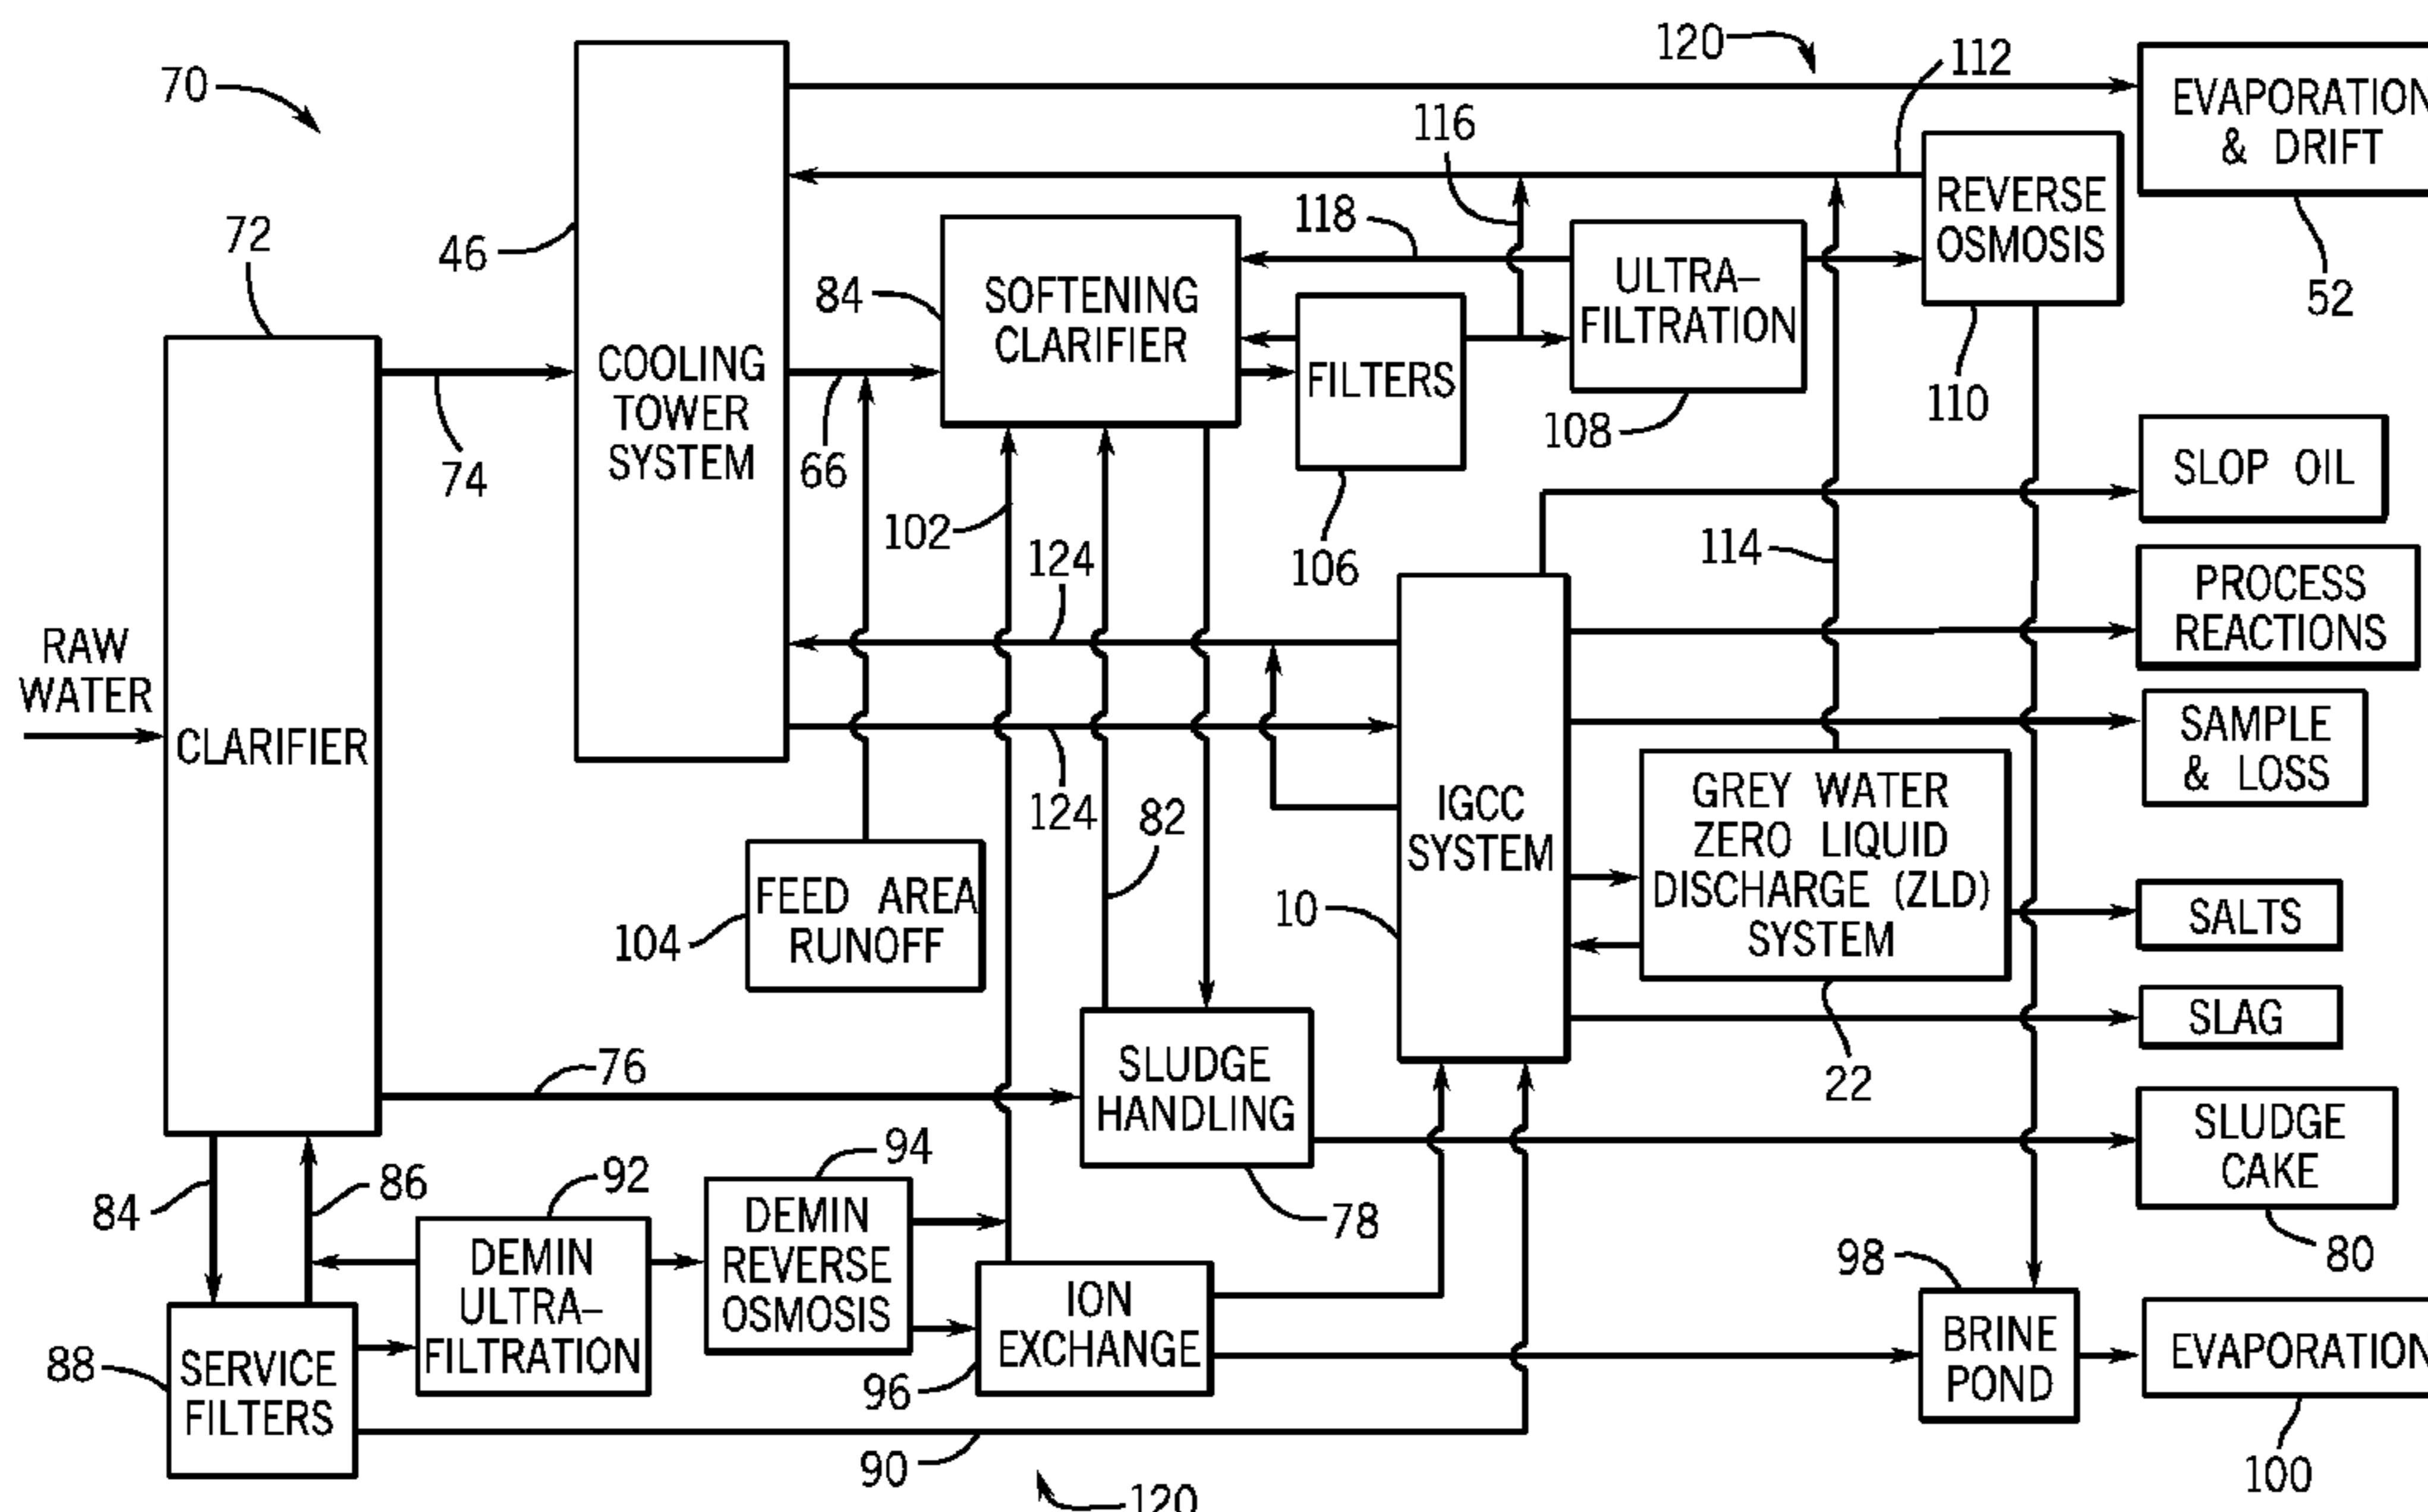 120
112
70
EVAPORATION
& DRIFT
116
REVERSE
OSMOSIS
72
46
118
84
SOFTENING
CLARIFIER
ULTRA–
FILTRATION
52
COOLING
TOWER
SYSTEM
FILTERS
110
108
74
66
SLOP OIL
102
106
114
124
PROCESS
REACTIONS
RAW
WATER
CLARIFIER
SAMPLE
& LOSS
124
82
IGCC
SYSTEM
GREY WATER
ZERO LIQUID
DISCHARGE (ZLD)
SYSTEM
FEED AREA
RUNOFF
104
10
SALTS
SLAG
76
SLUDGE
HANDLING
22
SLUDGE
CAKE
94
92
84
86
78
DEMIN
REVERSE
OSMOSIS
DEMIN
ULTRA–
FILTRATION
98
80
ION
EXCHANGE
BRINE
POND
EVAPORATION
88
SERVICE
FILTERS
96
90
100
120